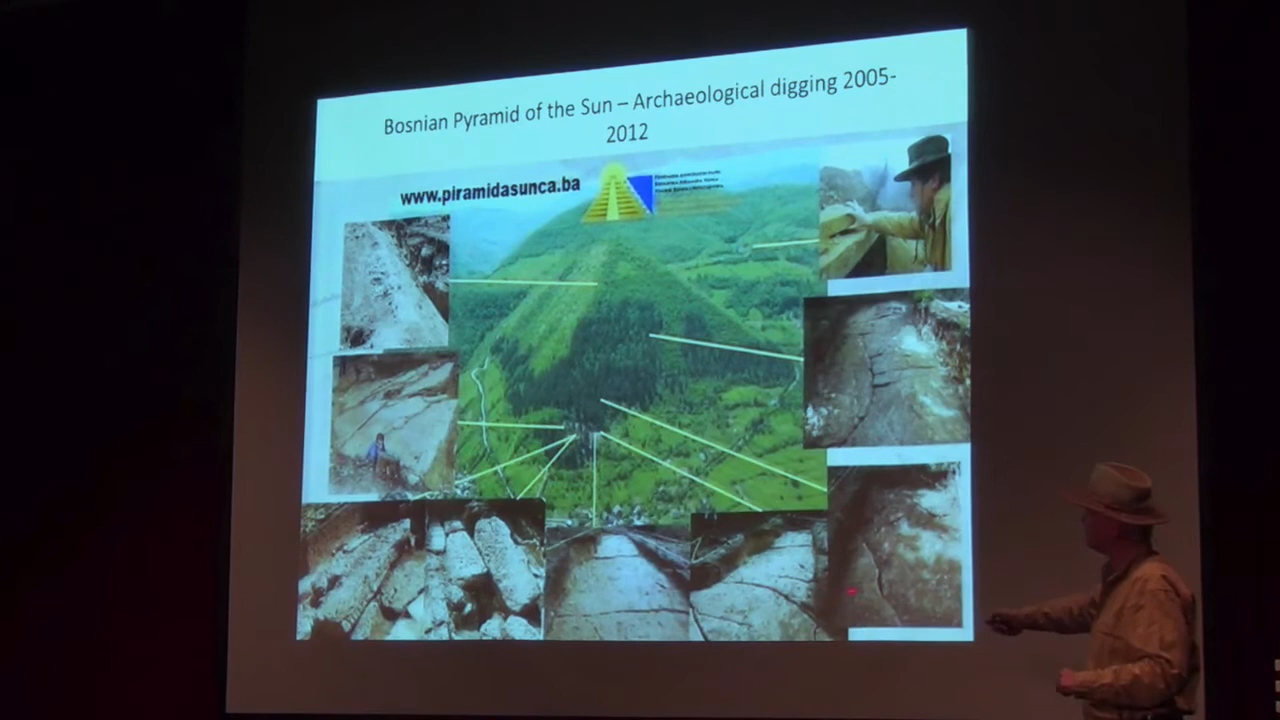 Bosnian Pyramid of the Sun – Archaeological digging 2005-
2012
www.piramidasunca.ba